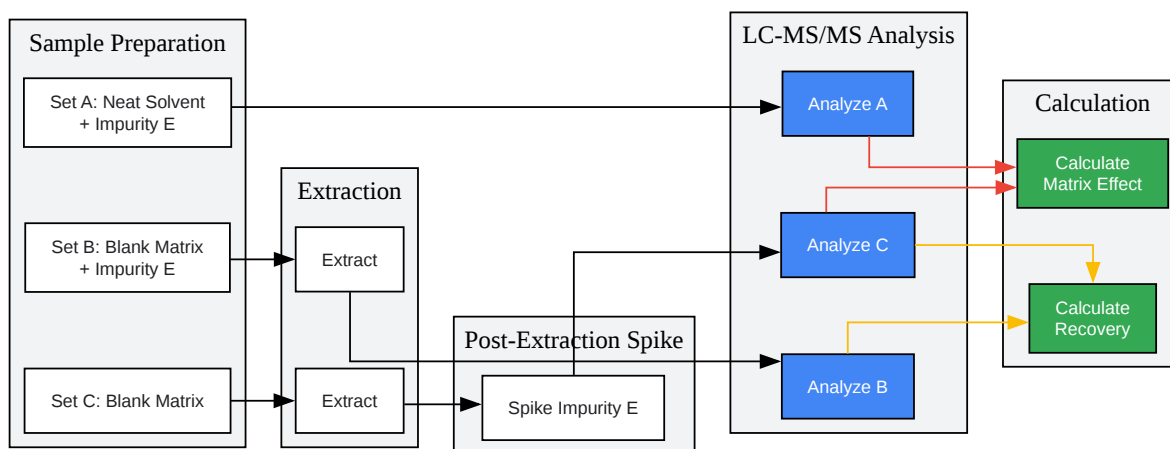 Sample Preparation
Set A: Neat Solvent
+ Impurity E
Set B: Blank Matrix
+ Impurity E
Set C: Blank Matrix
Extraction
Extract
Extract
Post-Extraction Spike
Spike Impurity E
LC-MS/MS Analysis
Analyze A
Analyze C
Analyze B
Calculation
Calculate
Matrix Effect
Calculate
Recovery